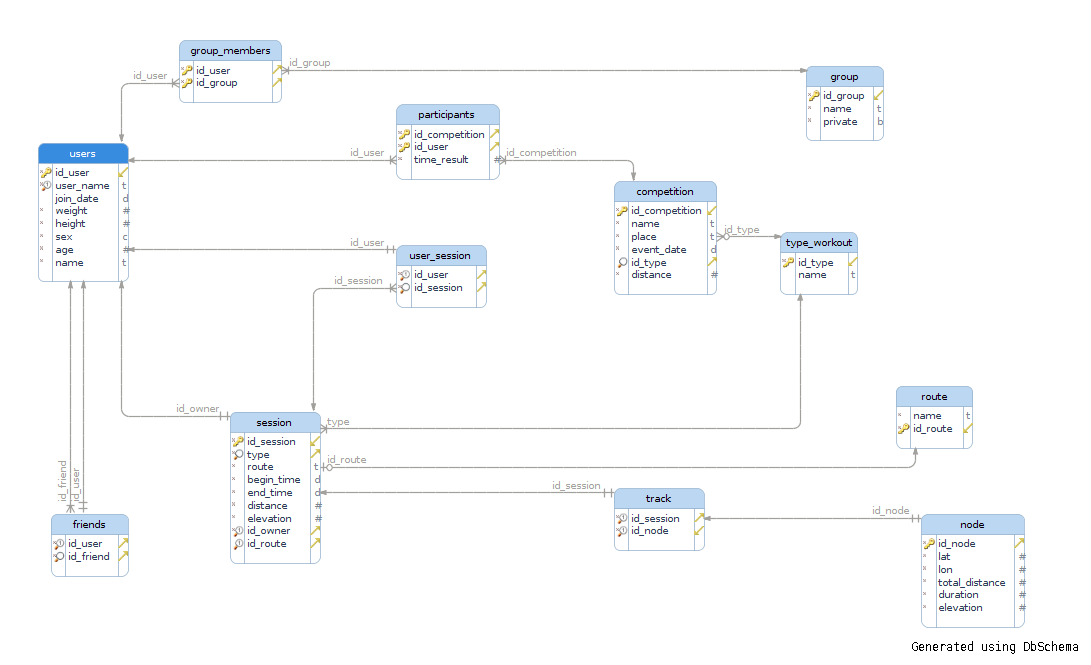 group_members
id_user
id_group
id_user
id_group
group
id_group
name t
private b
participants
id_competition
id_user
time_result #
id_user
id_competition
users
id_user
user_name t
join_date d
weight #
height #
sex c
age #
name t
competition
id_competition
name t
place t
event_date d
id_type
distance #
id_type
type_workout
id_type
name t
id_user
user_session
id_user
id_session
id_session
id_owner
session
id_session
type
route t
begin_time d
end_time d
distance #
elevation #
id_owner
id_route
type
id_route
route
name t
id_route
id_friend
id_user
friends
id_user
id_friend
id_session
track
id_session
id_node
id_node
node
id_node
lat #
lon #
total_distance #
duration #
elevation #
Generated using DbSchema